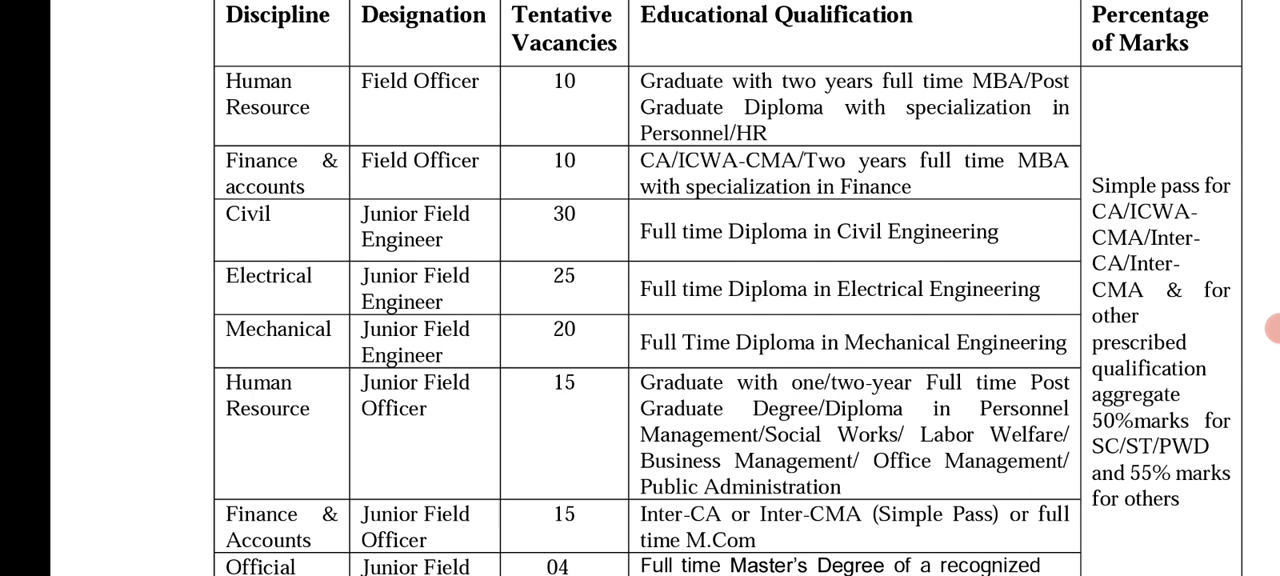 Discipline Designation Tentative Vacancies Educational Qualification Percentage of Marks
Human Resource Field Officer 10 Graduate with two years full time MBA/Post
Graduate Diploma with specialization in
Personnel/HR
Finance & accounts Field Officer 10 CA/ICWA-CMA/Two years full time MBA
with specialization in Finance
Civil Junior Field Engineer 30 Full time Diploma in Civil Engineering
Electrical Junior Field Engineer 25 Full time Diploma in Electrical Engineering
Mechanical Junior Field Engineer 20 Full Time Diploma in Mechanical Engineering
Human Resource Junior Field Officer 15 Graduate with one/two-year Full time Post
Graduate Degree/Diploma in Personnel
Management/Social Works/ Labor Welfare/
Business Management/ Office Management/
Public Administration
Finance & Accounts Junior Field Officer 15 Inter-CA or Inter-CMA (Simple Pass) or full
time M.Com
Official Junior Field 04 Full time Master's Degree of a recognized
Simple pass for
CA/ICWA-
CMA/Inter-
CA/Inter-
CMA & for
other
prescribed
qualification
aggregate
50%marks for
SC/ST/PWD
and 55% marks
for others